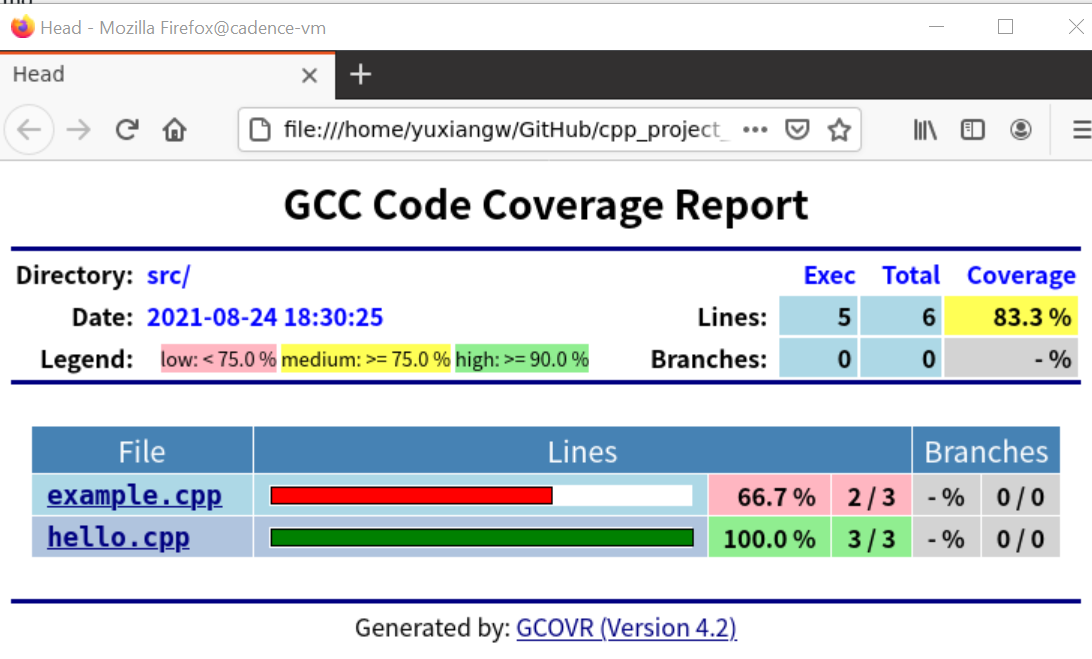 Head - Mozilla Firefox@cadence-vm
Head
file:///home/yuxiangw/GitHub/cpp_project_
GCC Code Coverage Report
Directory: src/ Exec Total Coverage
Date: 2021-08-24 18:30:25 Lines: 5 6 83.3 %
Legend: low: < 75.0 % medium: >= 75.0 % high: >= 90.0 % Branches: 0 0 - %
File Lines Branches
example.cpp 66.7 % 2 / 3 - % 0 / 0
hello.cpp 100.0 % 3 / 3 - % 0 / 0
Generated by: GCOVR (Version 4.2)